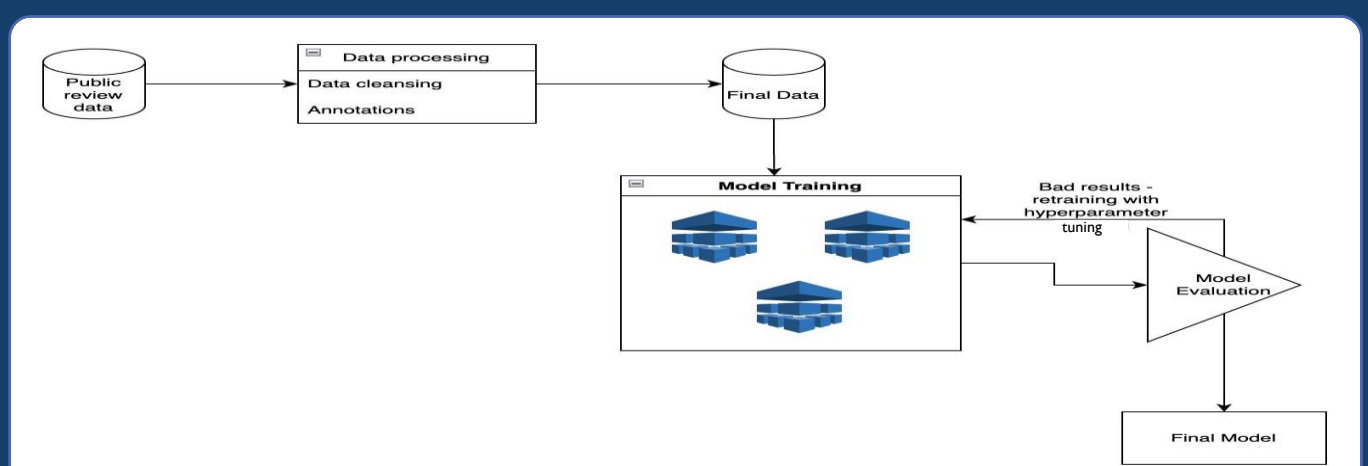 Public
review
data
Data processing
Data cleansing
Annotations
Final Data
Model Training
Bad results -
retraining with
hyperparameter
tuning
Model
Evaluation
Final Model